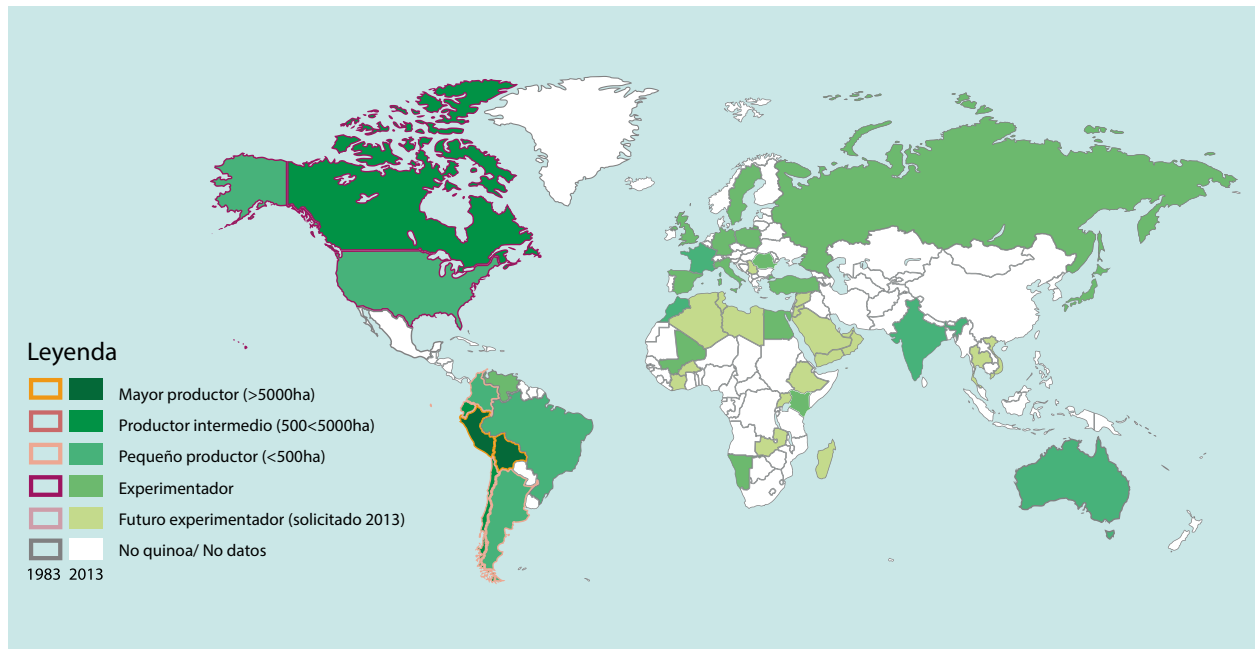 Leyenda
Mayor productor (>5000ha)
Productor intermedio (500<5000ha)
Pequeño productor (<500ha)
Experimentador
Futuro experimentador (solicitado 2013)
No quinoa/ No datos
1983 2013